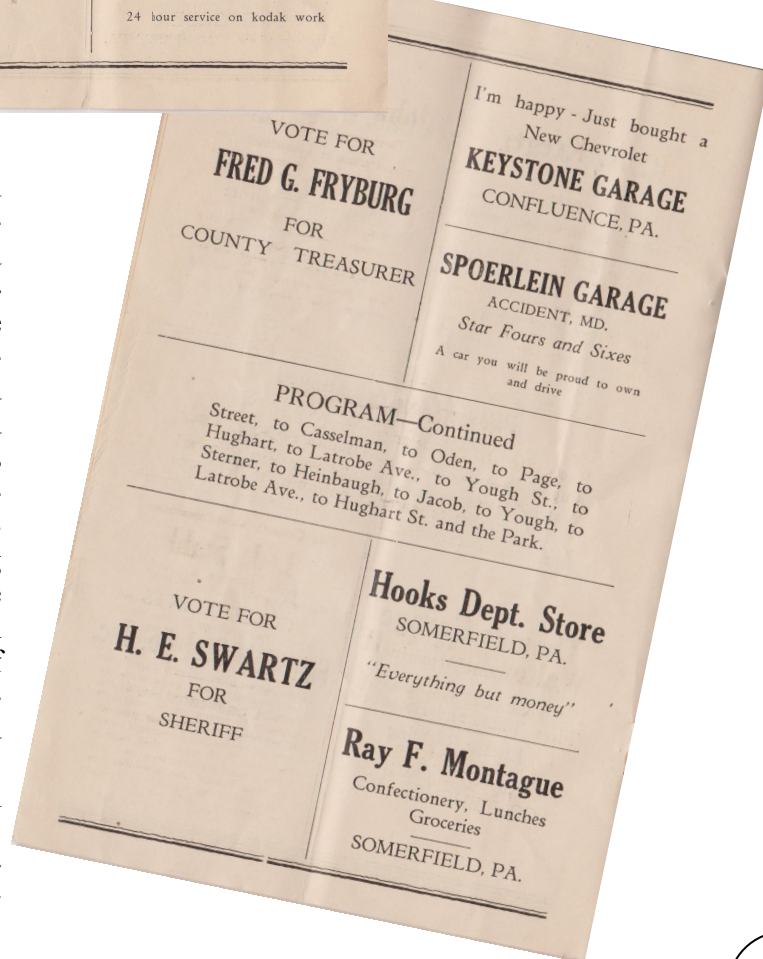 24 hour service on kodak work
VOTE FOR
FRED G. FRYBURG
FOR
COUNTY TREASURER
I'm happy - Just bought a
New Chevrolet
KEYSTONE GARAGE
CONFLUENCE, PA.
SPOERLEIN GARAGE
ACCIDENT, MD.
Star Fours and Sixes
A car you will be proud to own
and drive
PROGRAM—Continued
Street, to Casselman, to Oden, to Page, to
Hughart, to Latrobe Ave., to Yough St., to
Sterner, to Heinbaugh, to Jacob, to Yough, to
Latrobe Ave., to Hughart St. and the Park.
VOTE FOR
H. E. SWARTZ
FOR
SHERIFF
Hooks Dept. Store
SOMERFIELD, PA.
"Everything but money"
Ray F. Montague
Confectionery, Lunches
Groceries
SOMERFIELD, PA.